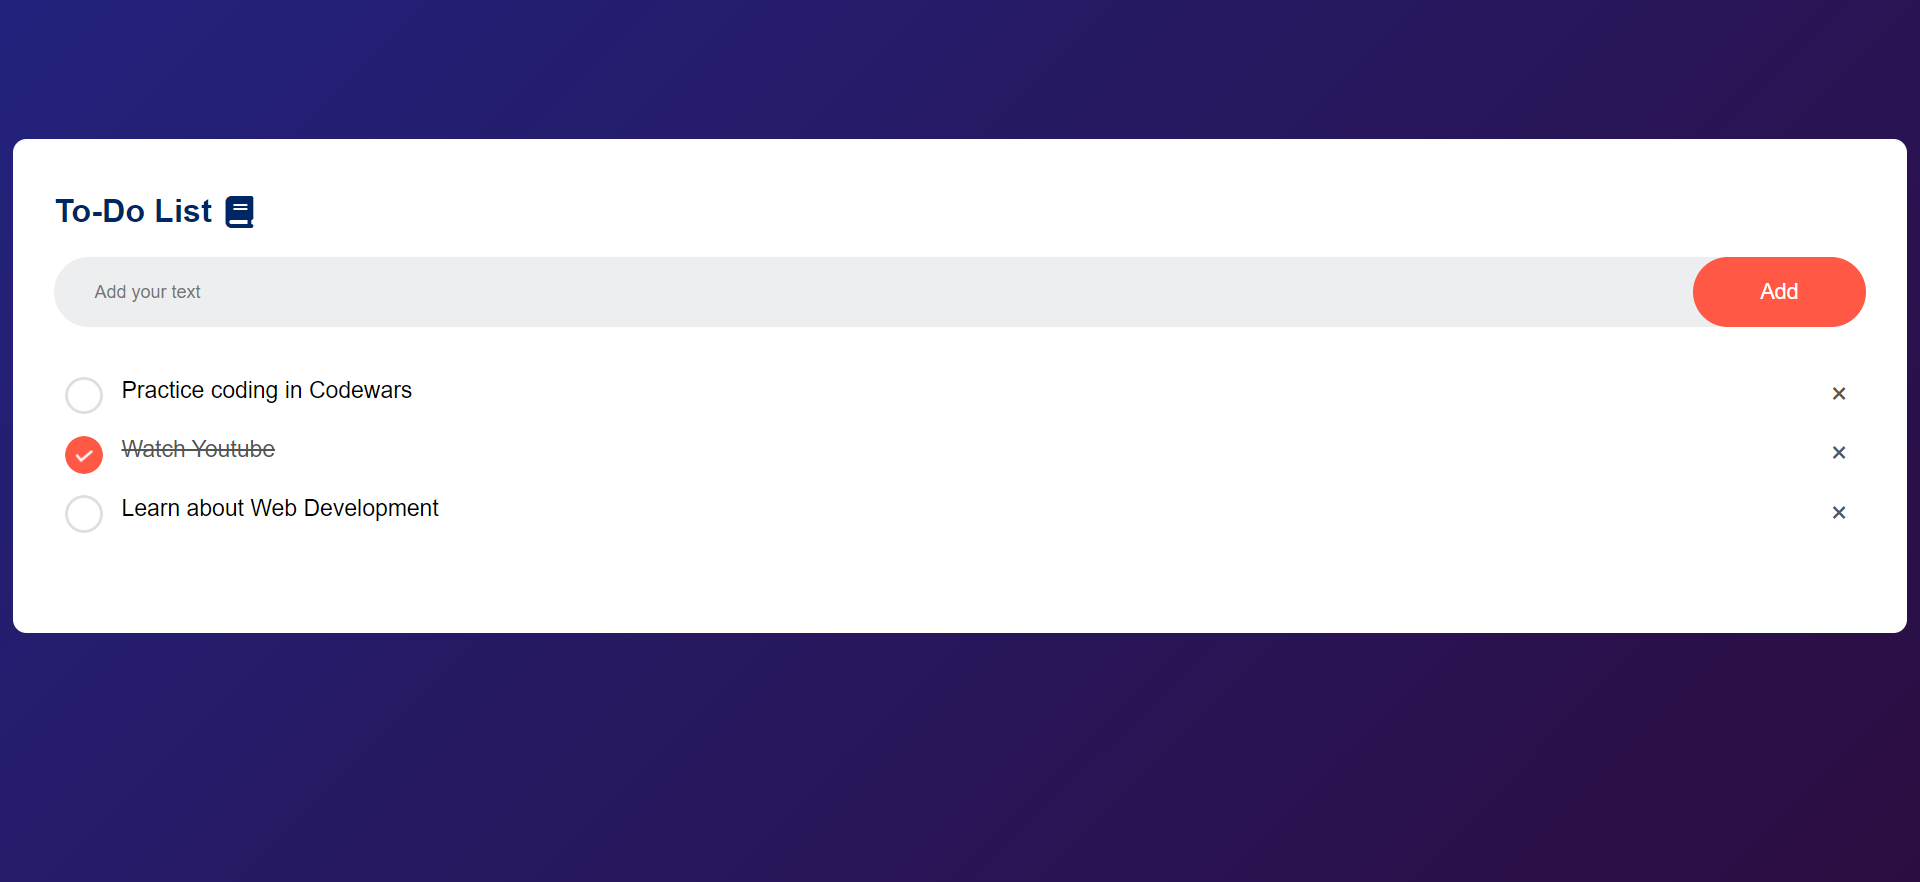 To-Do List
Add your text
Add
Practice coding in Codewars
Watch Youtube
Learn about Web Development